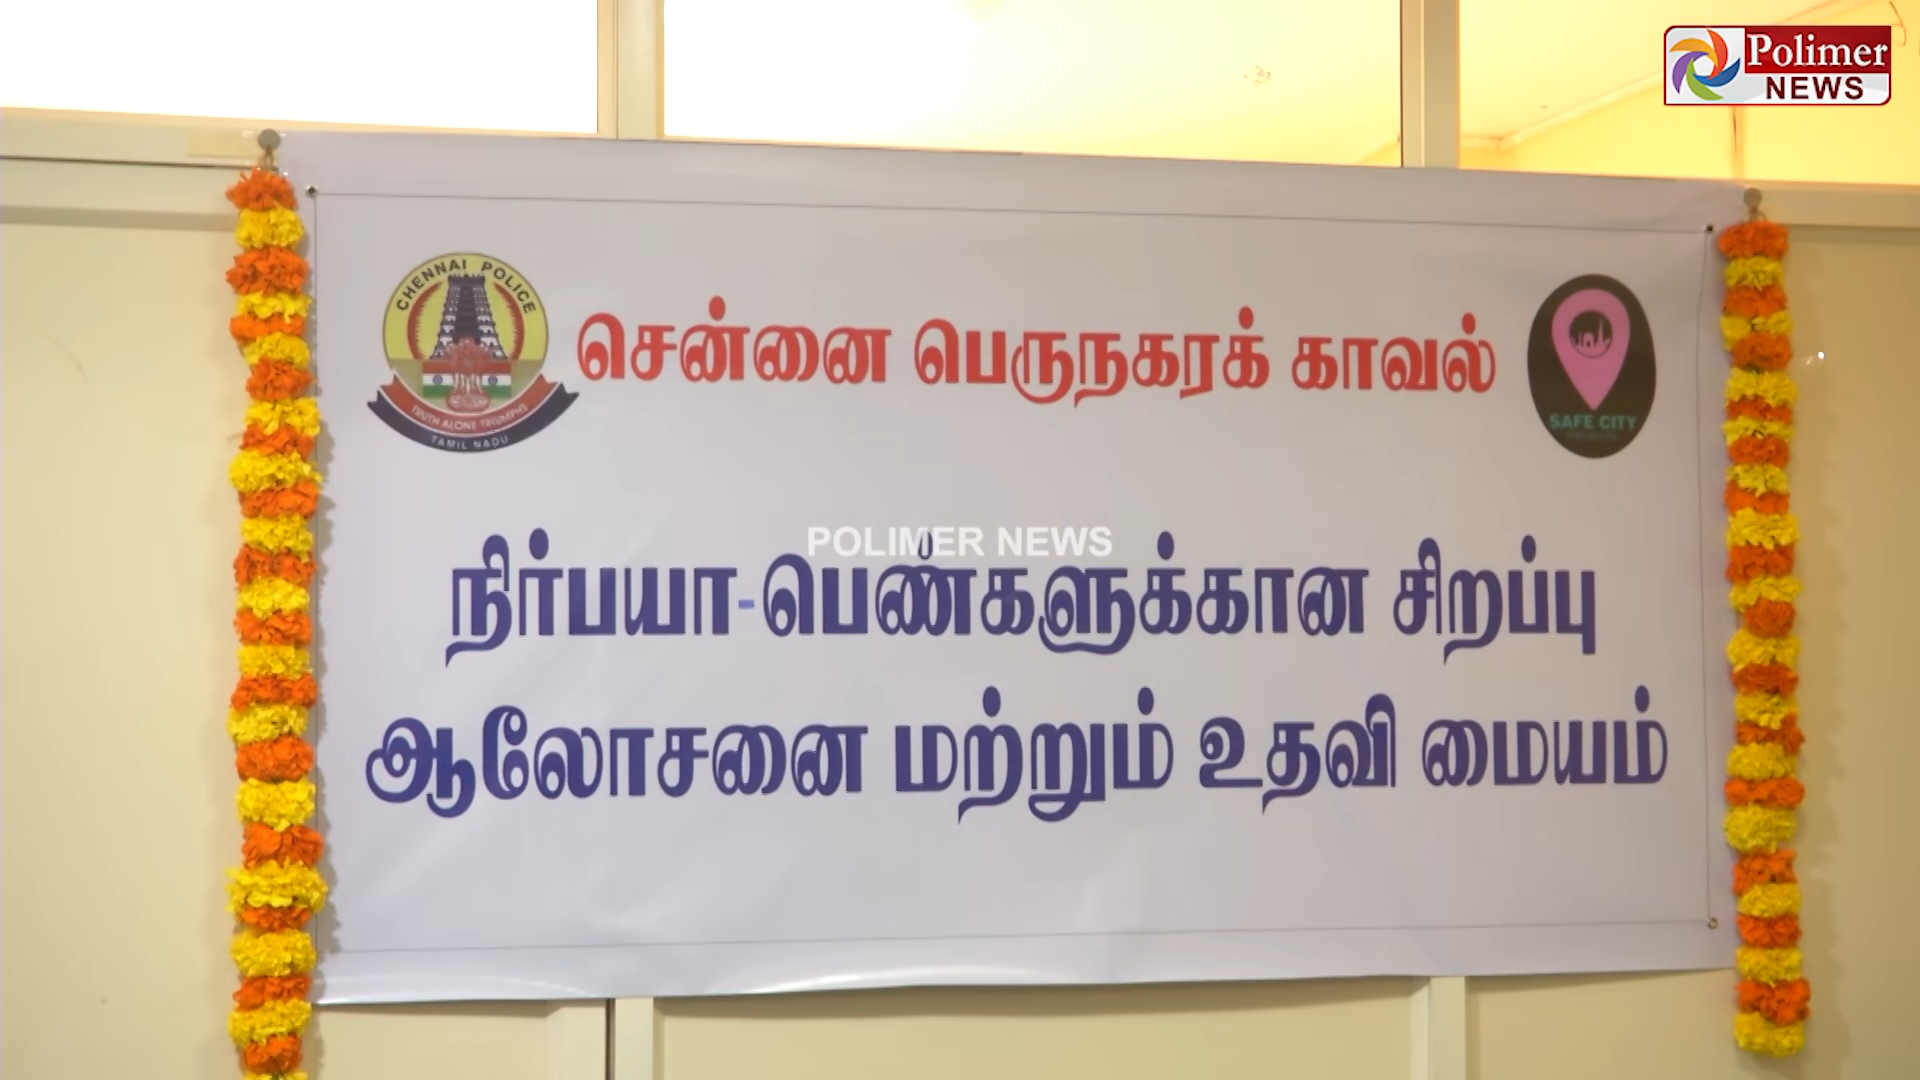 Polimer
NEWS
CHENNAI POLICE
TRUTH ALONE TRIUMPHS
TAMIL NADU
சென்னை பெருநகரக் காவல்
SAFE CITY
POLIMER NEWS
நிர்பயா-பெண்களுக்கான சிறப்பு
ஆலோசனை மற்றும் உதவி மையம்